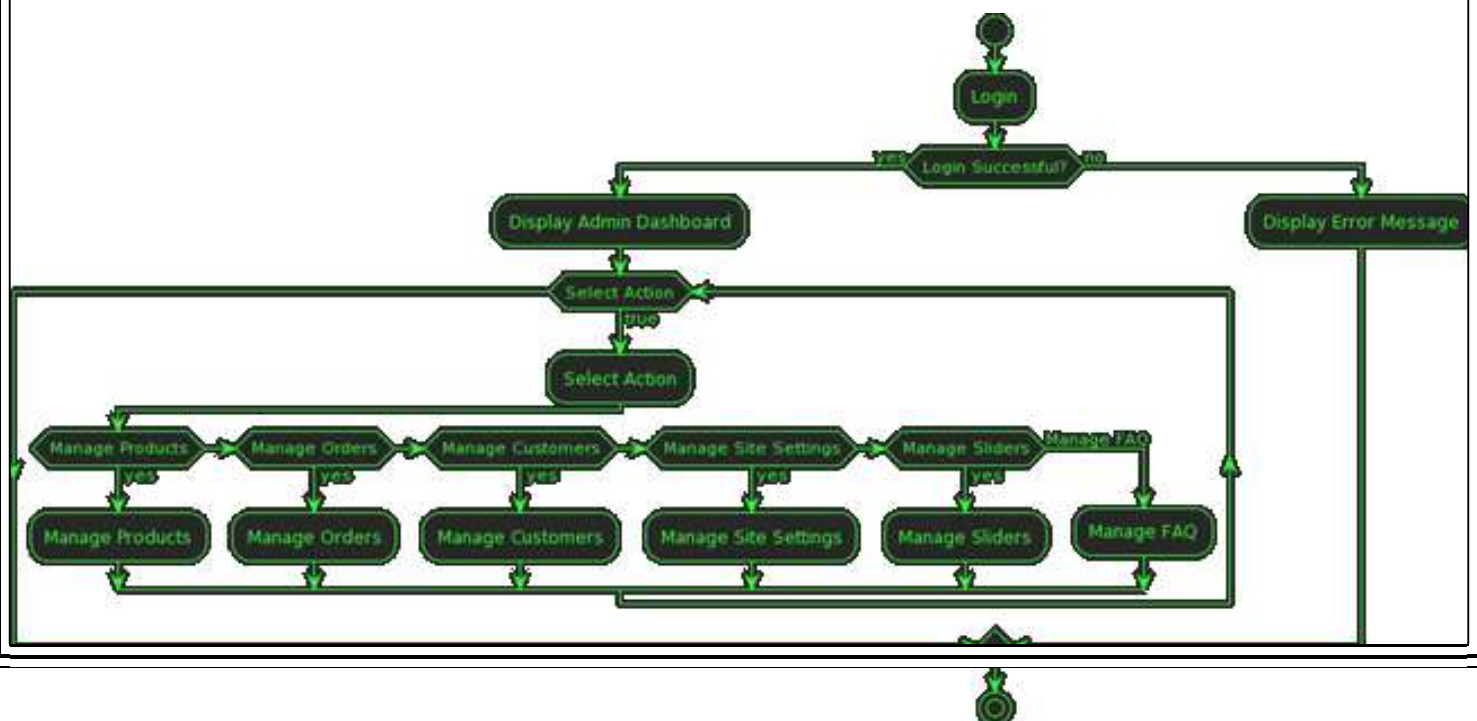 Login
yes
Login Successful?
no
Display Admin Dashboard
Display Error Message
Select Action
true
Select Action
Manage Products
Manage Orders
Manage Customers
Manage Site Settings
Manage Sliders
Manage FAQ
yes
yes
yes
yes
yes
Manage Products
Manage Orders
Manage Customers
Manage Site Settings
Manage Sliders
Manage FAQ